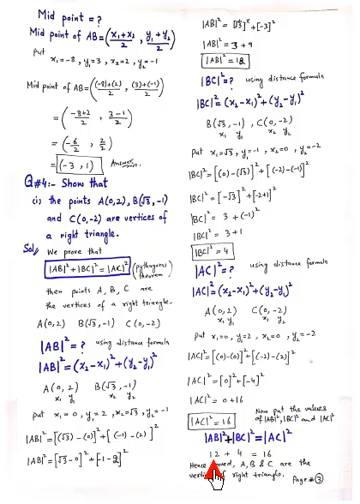 Mid point = ?
Mid point of AB = ( (x₁+x₂)/2 , (y₁+y₂)/2 )
Put
x₁=-8, y₁=3, x₂=2, y₂=-1
Mid point of AB = ( ((-8)+(2))/2 , ((3)+(-1))/2 )
= ( (-8+2)/2 , (3-1)/2 )
= ( -6/2 , 2/2 )
= (-3, 1) Answer
Q#4:- Show that
(i) the points A(0,2), B(√3,-1)
and C(0,-2) are vertices of
a right triangle.
Sol) We prove that
|AB|²+|BC|²=|AC|² (Pythagoras theorem)
then points A, B, C are
the vertices of a right triangle.
A(0,2) B(√3,-1) C(0,-2)
|AB|²=? using distance formula
|AB|²=(x₂-x₁)²+(y₂-y₁)²
A(0, 2) B(√3,-1)
x₁ y₁ x₂ y₂
put x₁=0, y₁=2, x₂=√3, y₂=-1
|AB|²=[(√3)-(0)]²+[(-1)-(2)]²
|AB|²=[√3-0]²+[-1-2]²
|AB|²=[√3]²+[-3]²
|AB|²=3+9
|AB|²=12
|BC|²=? using distance formula
|BC|²=(x₂-x₁)²+(y₂-y₁)²
B(√3,-1) , C(0,-2)
x₁ y₁ x₂ y₂
Put x₁=√3, y₁=-1, x₂=0, y₂=-2
|BC|²=[(0)-(√3)]²+[(-2)-(-1)]²
|BC|²=[-√3]²+[-2+1]²
|BC|²=3+(-1)²
|BC|²=3+1
|BC|²=4
|AC|²=? using distance formula
|AC|²=(x₂-x₁)²+(y₂-y₁)²
A(0,2) C(0,-2)
x₁ y₁ x₂ y₂
Put x₁=0, y₁=2, x₂=0, y₂=-2
|AC|²=[(0)-(0)]²+[(-2)-(2)]²
|AC|²=[0]²+[-4]²
|AC|²=0+16
|AC|²=16 Now put the values
of |AB|², |BC|² and |AC|²
|AB|²+|BC|²=|AC|²
12 + 4 = 16
Hence A, B & C are the
of right triangle. Page #3